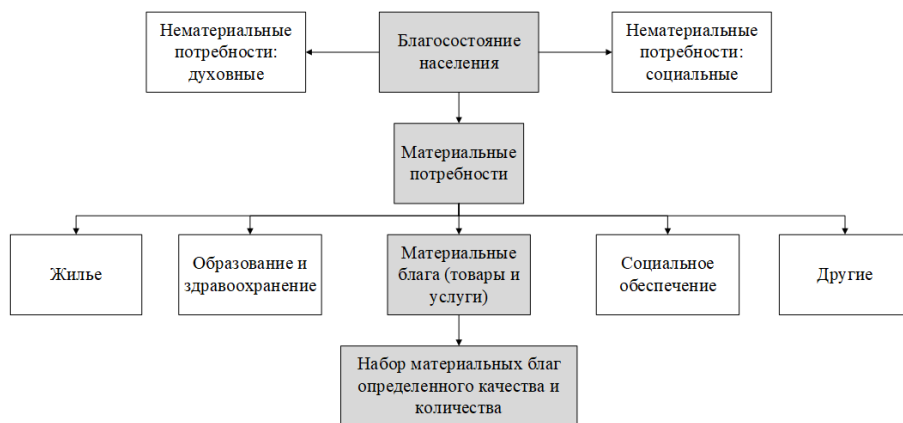 Нематериальные
потребности:
духовные
Благосостояние
населения
Нематериальные
потребности:
социальные
Материальные
потребности
Жилье
Образование и
здравоохранение
Материальные
блага (товары и
услуги)
Социальное
обеспечение
Другие
Набор материальных благ
определенного качества и
количества